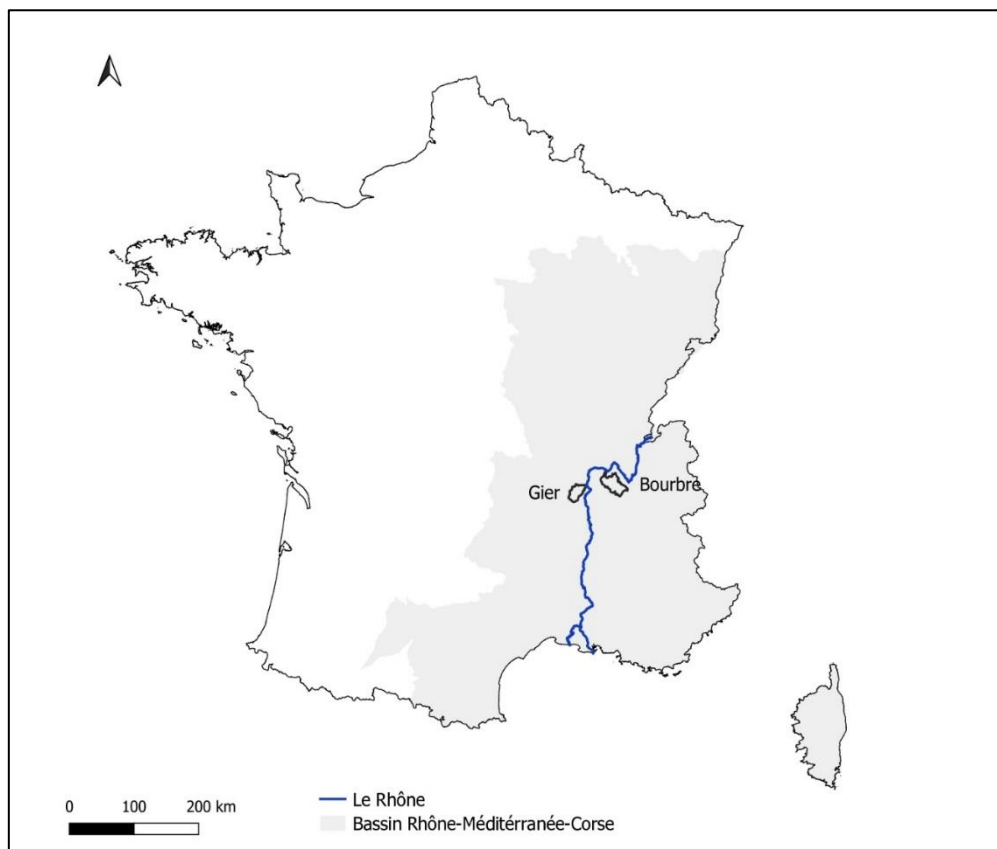 Gier
Bourbre
0 100 200 km
Le Rhône
Bassin Rhône-Méditérranée-Corse